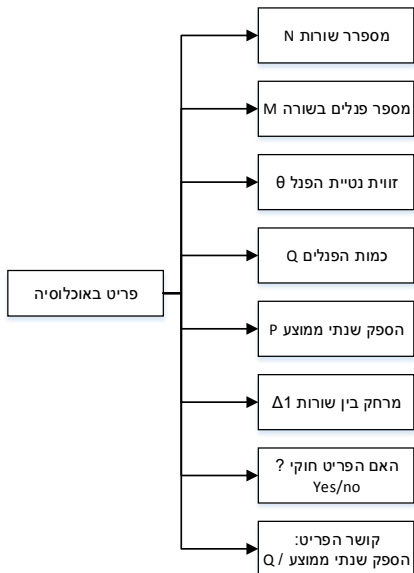 מספרר שורות N
מספר פנלים בשורה M
זווית נטיית הפנל θ
כמות הפנלים Q
פריט באוכלוסיה
הספק שנתי ממוצע P
מרחק בין שורות Δ1
האם הפריט חוקי ?
Yes/no
קושר הפריט:
הספק שנתי ממוצע / Q